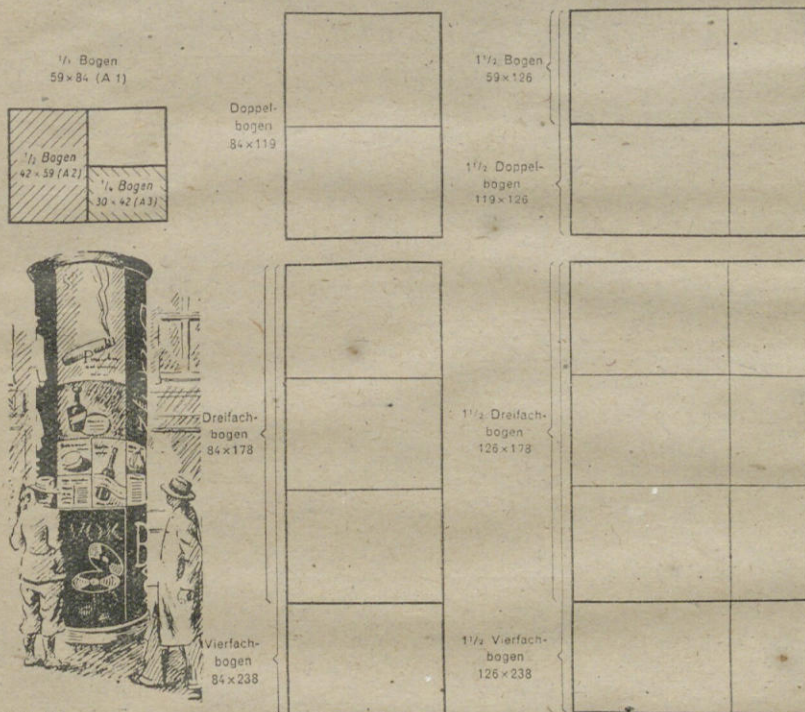 1/1 Bogen
59×84 (A 1)
1/2 Bogen
42×59 (A2)
1/4 Bogen
30×42 (A3)
Doppel-
bogen
84×119
1 1/2 Bogen
59×126
1 1/2 Doppel-
bogen
119×126
Dreifach-
bogen
84×178
1 1/2 Dreifach-
bogen
126×178
Vierfach-
bogen
84×238
1 1/2 Vierfach-
bogen
126×238
VOX